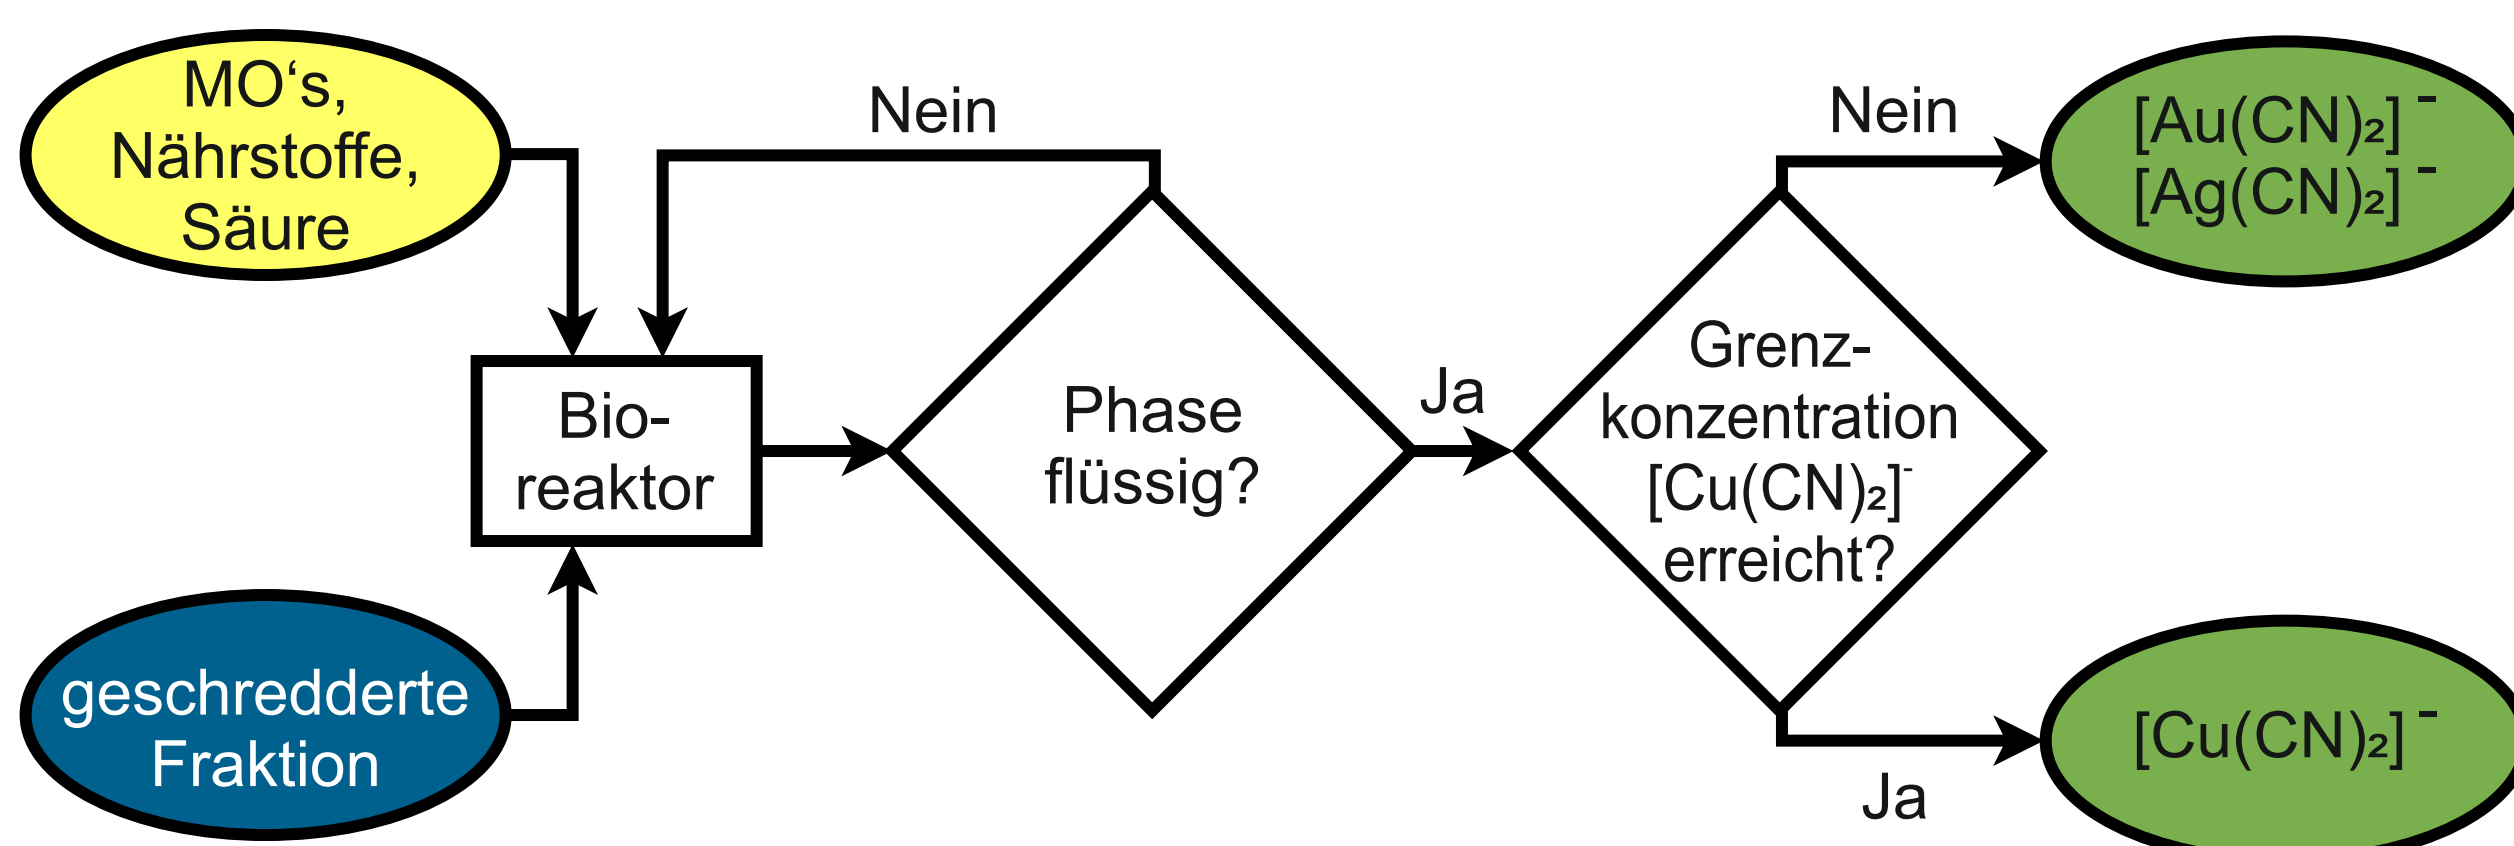 MO‘s,
Nährstoffe,
Säure
geschredderte
Fraktion
Bio-
reaktor
Nein
Phase
flüssig?
Ja
Grenz-
konzentration
[Cu(CN)₂]⁻
erreicht?
Nein
[Au(CN)₂]⁻
[Ag(CN)₂]⁻
Ja
[Cu(CN)₂]⁻